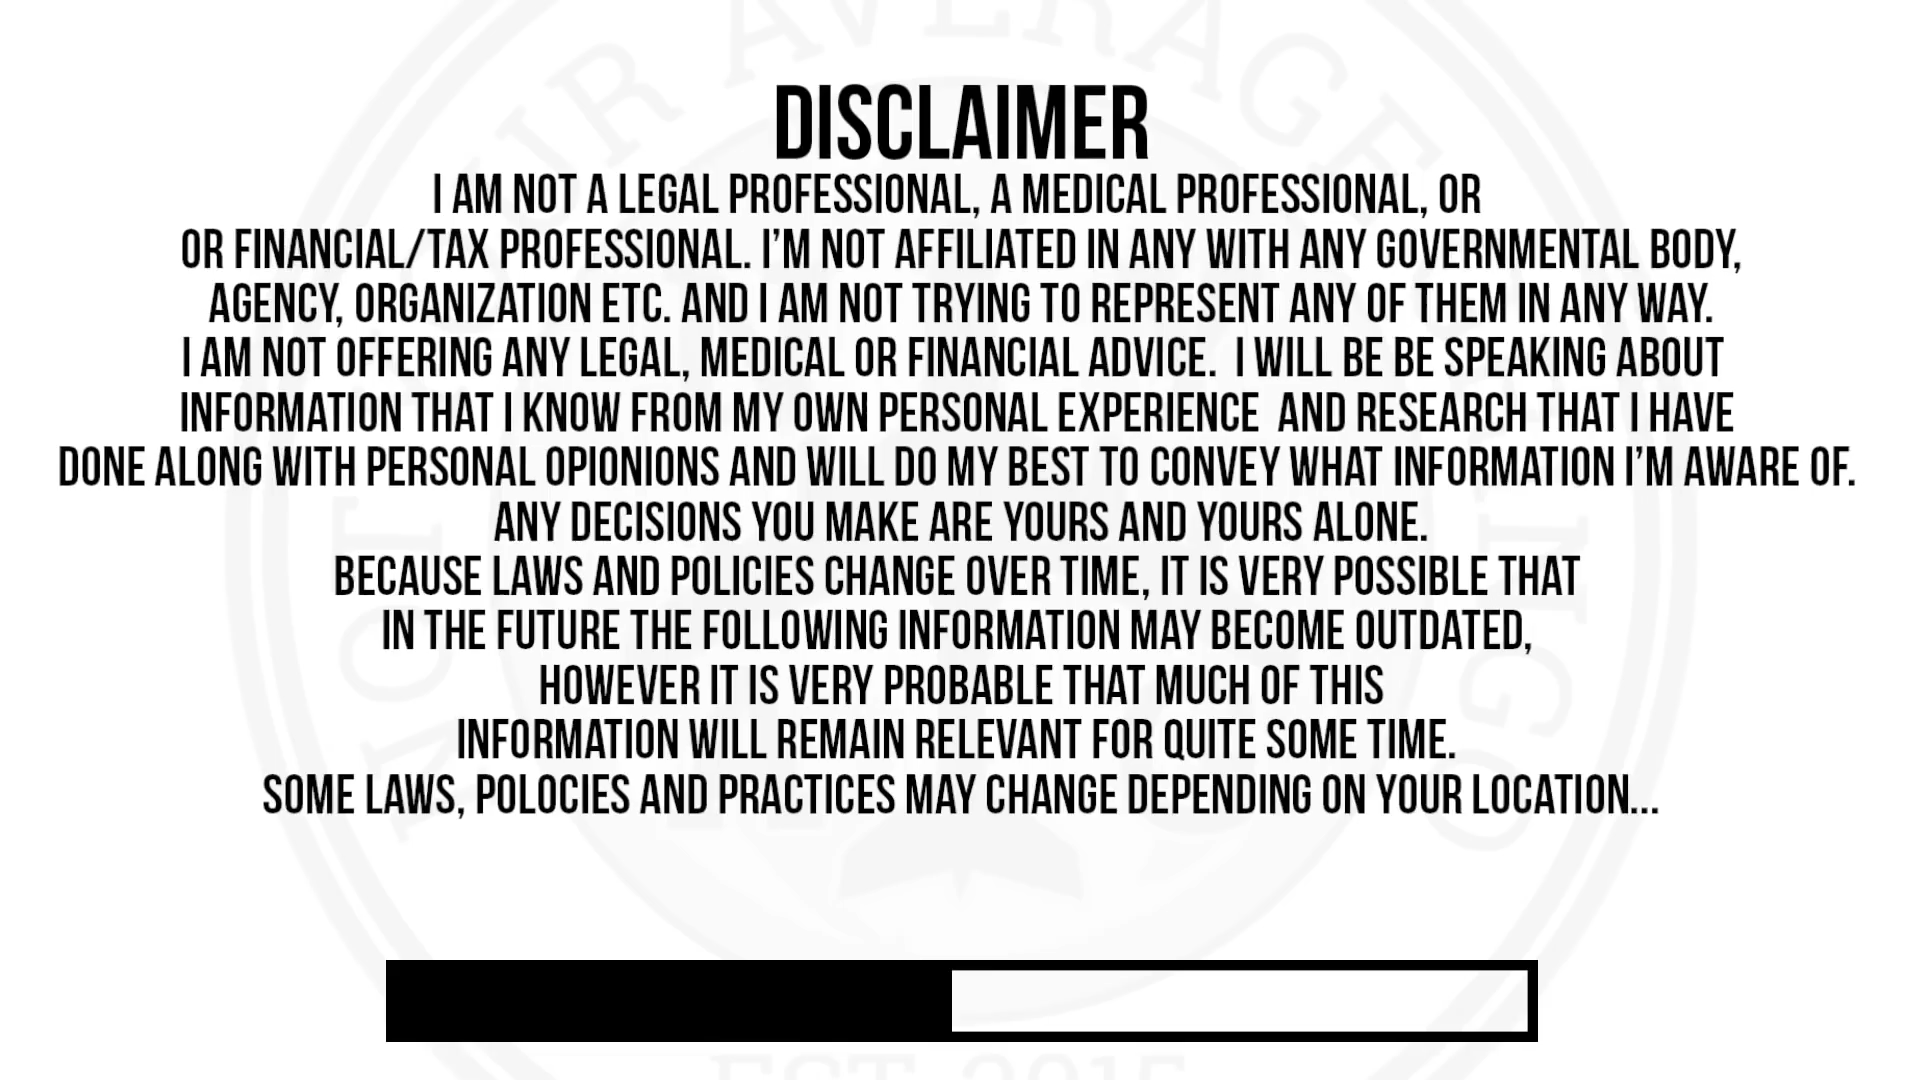 DISCLAIMER
I AM NOT A LEGAL PROFESSIONAL, A MEDICAL PROFESSIONAL, OR
OR FINANCIAL/TAX PROFESSIONAL. I'M NOT AFFILIATED IN ANY WITH ANY GOVERNMENTAL BODY,
AGENCY, ORGANIZATION ETC. AND I AM NOT TRYING TO REPRESENT ANY OF THEM IN ANY WAY.
I AM NOT OFFERING ANY LEGAL, MEDICAL OR FINANCIAL ADVICE. I WILL BE BE SPEAKING ABOUT
INFORMATION THAT I KNOW FROM MY OWN PERSONAL EXPERIENCE AND RESEARCH THAT I HAVE
DONE ALONG WITH PERSONAL OPIONIONS AND WILL DO MY BEST TO CONVEY WHAT INFORMATION I'M AWARE OF.
ANY DECISIONS YOU MAKE ARE YOURS AND YOURS ALONE.
BECAUSE LAWS AND POLICIES CHANGE OVER TIME, IT IS VERY POSSIBLE THAT
IN THE FUTURE THE FOLLOWING INFORMATION MAY BECOME OUTDATED,
HOWEVER IT IS VERY PROBABLE THAT MUCH OF THIS
INFORMATION WILL REMAIN RELEVANT FOR QUITE SOME TIME.
SOME LAWS, POLOCIES AND PRACTICES MAY CHANGE DEPENDING ON YOUR LOCATION...
NOT YOUR AVERAGE
EST. 2015